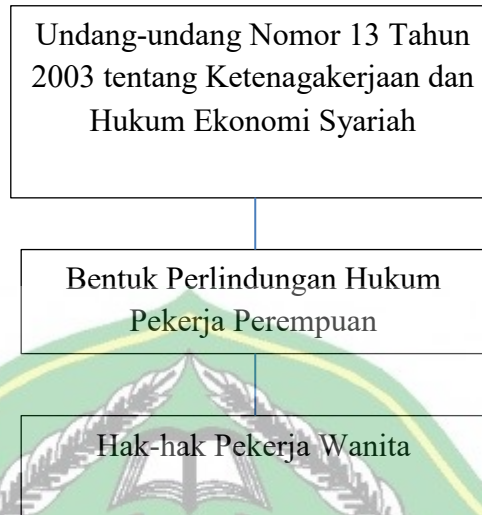 Undang-undang Nomor 13 Tahun
2003 tentang Ketenagakerjaan dan
Hukum Ekonomi Syariah
Bentuk Perlindungan Hukum
Pekerja Perempuan
Hak-hak Pekerja Wanita